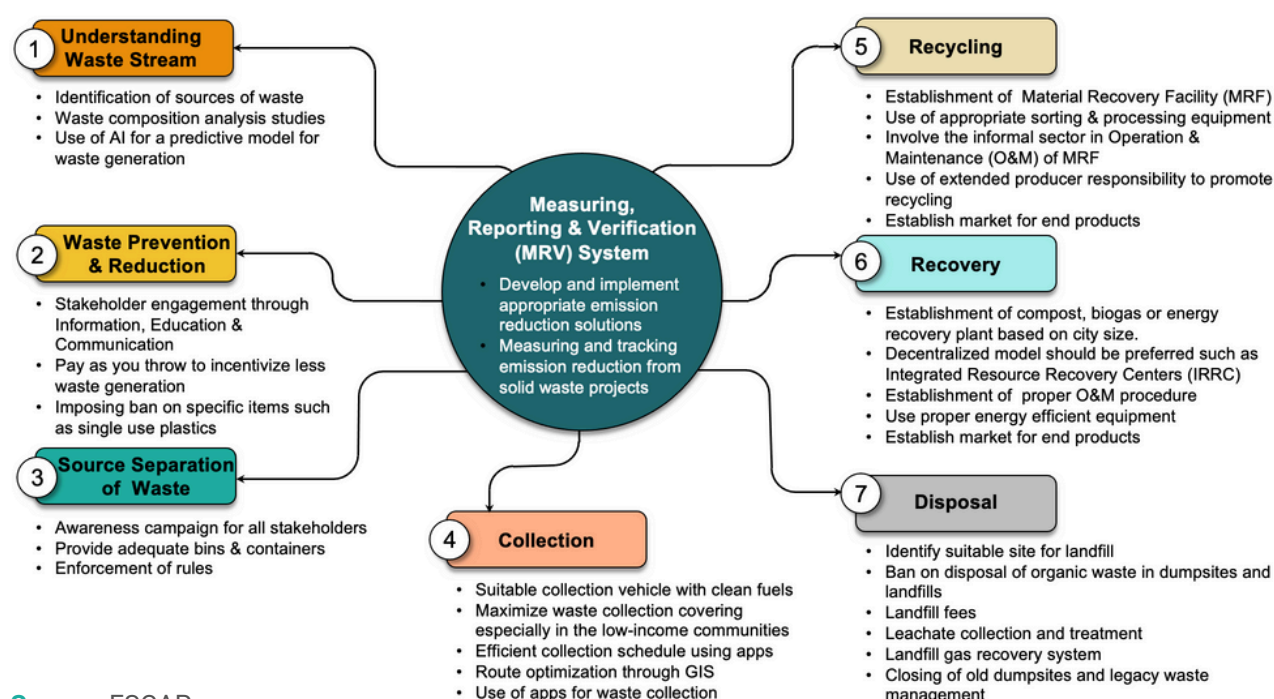 1
Understanding
Waste Stream
• Identification of sources of waste
• Waste composition analysis studies
• Use of AI for a predictive model for
waste generation
2
Waste Prevention
& Reduction
• Stakeholder engagement through
Information, Education &
Communication
• Pay as you throw to incentivize less
waste generation
• Imposing ban on specific items such
as single use plastics
3
Source Separation
of Waste
• Awareness campaign for all stakeholders
• Provide adequate bins & containers
• Enforcement of rules
Measuring,
Reporting & Verification
(MRV) System
• Develop and implement
appropriate emission
reduction solutions
• Measuring and tracking
emission reduction from
solid waste projects
4
Collection
• Suitable collection vehicle with clean fuels
• Maximize waste collection covering
especially in the low-income communities
• Efficient collection schedule using apps
• Route optimization through GIS
• Use of apps for waste collection
5
Recycling
• Establishment of Material Recovery Facility (MRF)
• Use of appropriate sorting & processing equipment
• Involve the informal sector in Operation &
Maintenance (O&M) of MRF
• Use of extended producer responsibility to promote
recycling
• Establish market for end products
6
Recovery
• Establishment of compost, biogas or energy
recovery plant based on city size.
• Decentralized model should be preferred such as
Integrated Resource Recovery Centers (IRRC)
• Establishment of proper O&M procedure
• Use proper energy efficient equipment
• Establish market for end products
7
Disposal
• Identify suitable site for landfill
• Ban on disposal of organic waste in dumpsites and
landfills
• Landfill fees
• Leachate collection and treatment
• Landfill gas recovery system
• Closing of old dumpsites and legacy waste
management